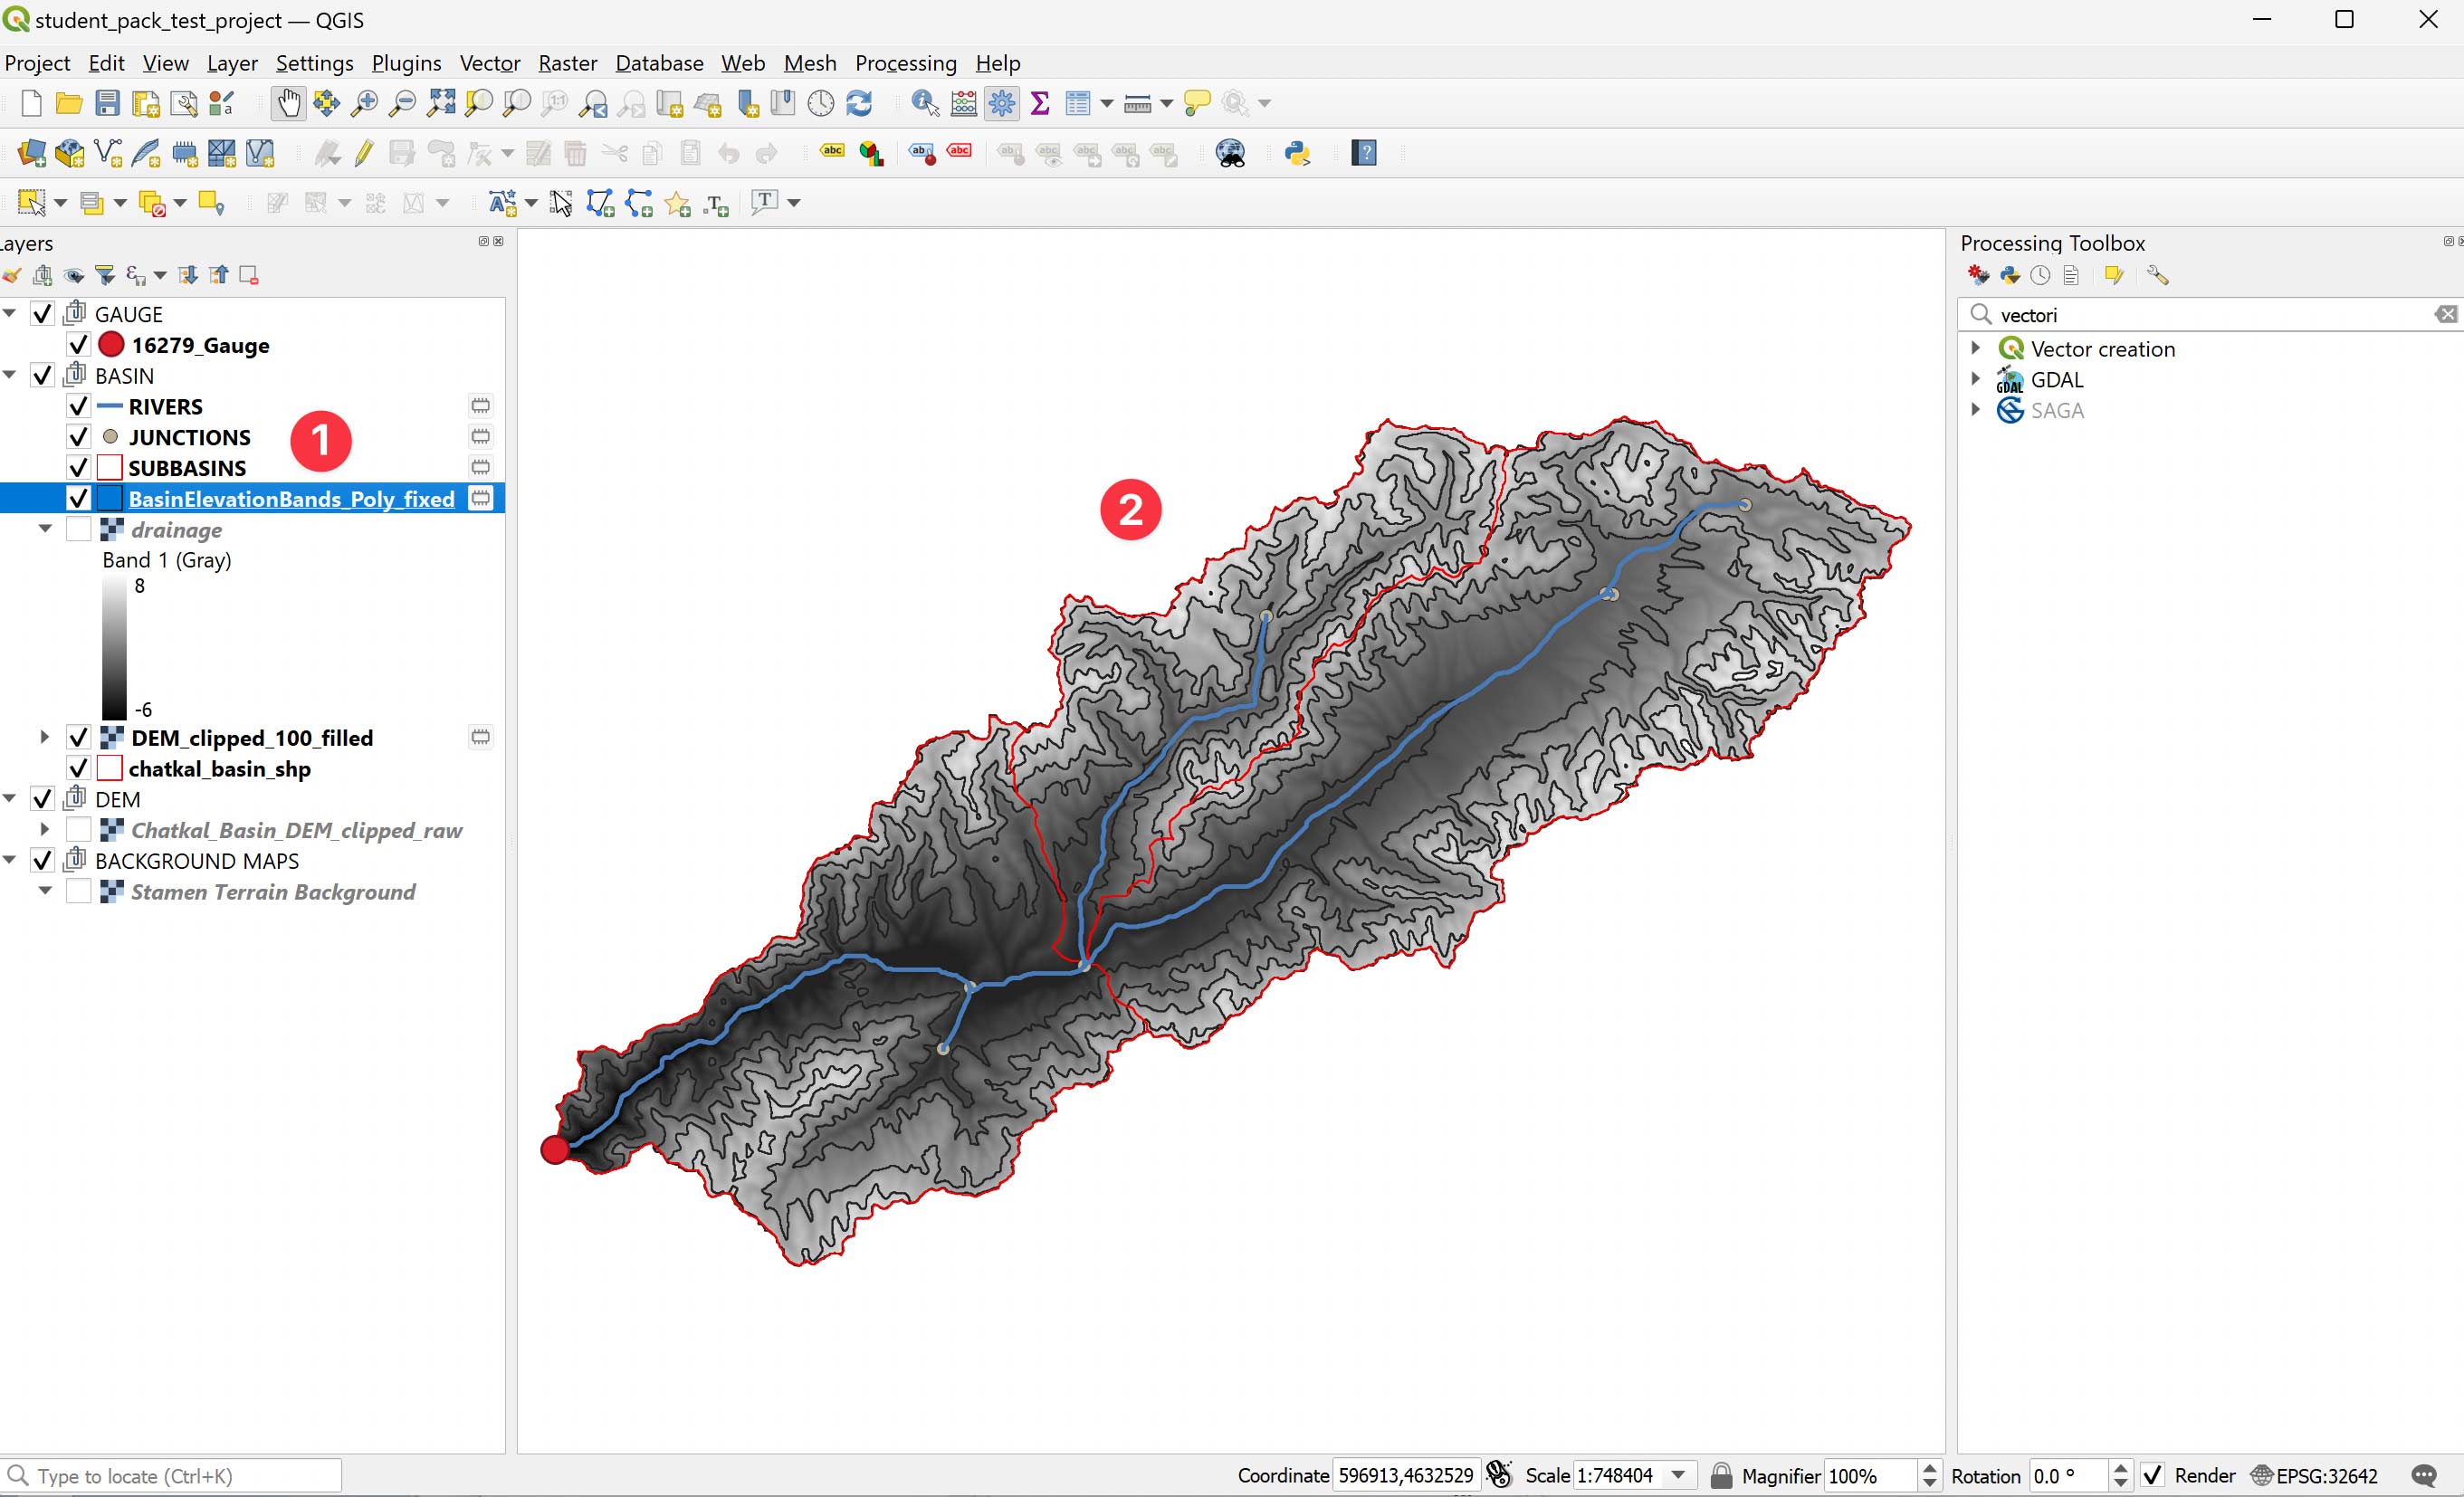 student_pack_test_project — QGIS
Project Edit View Layer Settings Plugins Vector Raster Database Web Mesh Processing Help
ayers
Processing Toolbox
vectori
GAUGE
16279_Gauge
BASIN
RIVERS
JUNCTIONS
1
SUBBASINS
BasinElevationBands_Poly_fixed
drainage
Band 1 (Gray)
8
-6
DEM_clipped_100_filled
chatkal_basin_shp
DEM
Chatkal_Basin_DEM_clipped_raw
BACKGROUND MAPS
Stamen Terrain Background
2
Vector creation
GDAL
SAGA
Type to locate (Ctrl+K)
Coordinate 596913,4632529 Scale 1:748404 Magnifier 100% Rotation 0.0 ° Render EPSG:32642